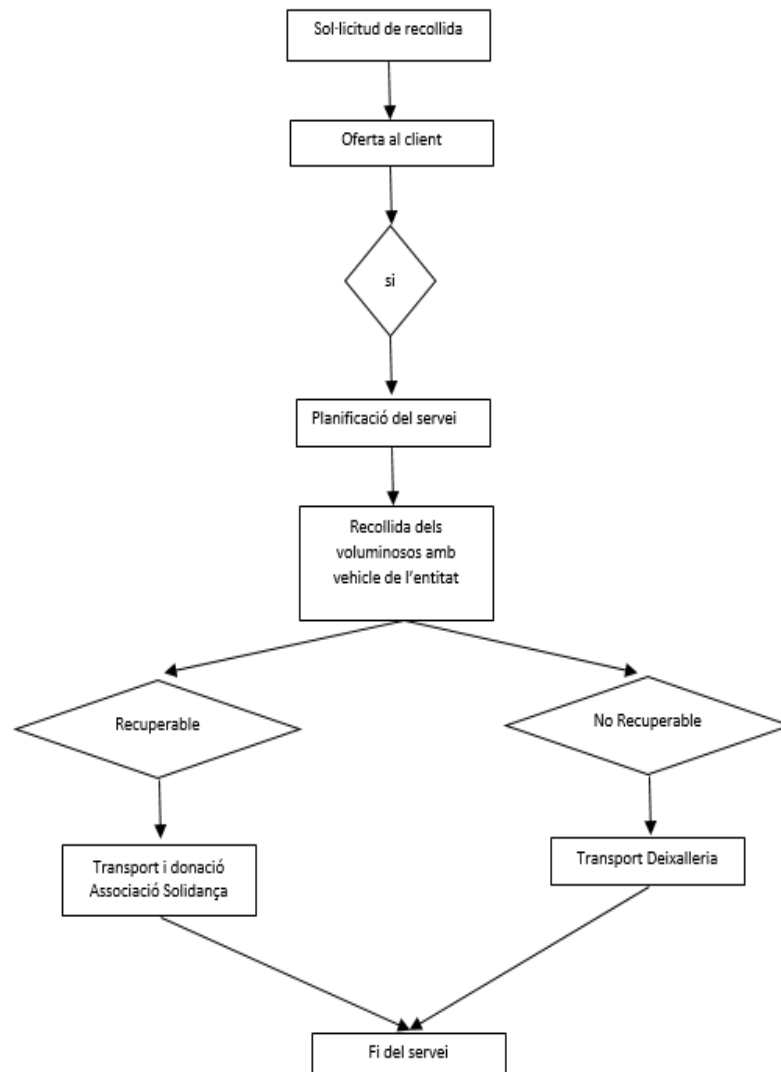 Sol·licitud de recollida
Oferta al client
si
Planificació del servei
Recollida dels
voluminosos amb
vehicle de l'entitat
Recuperable
No Recuperable
Transport i donació
Associació Solidança
Transport Deixalleria
Fi del servei